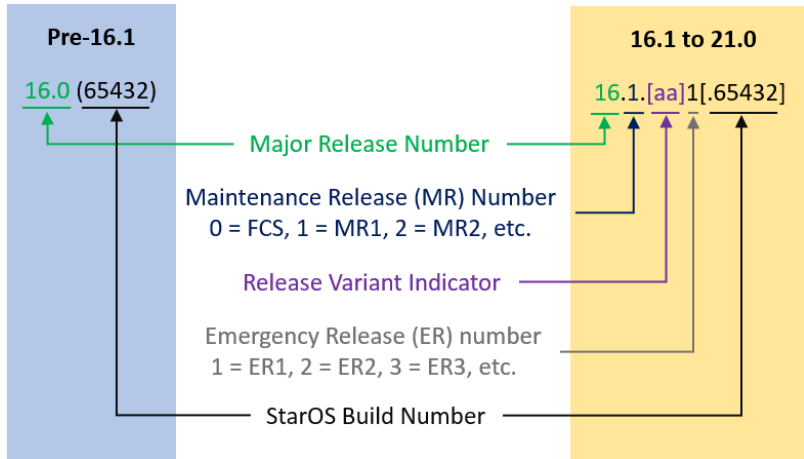 Pre-16.1
16.1 to 21.0
16.0 (65432)
16.1.[aa]1[.65432]
Major Release Number
Maintenance Release (MR) Number
0 = FCS, 1 = MR1, 2 = MR2, etc.
Release Variant Indicator
Emergency Release (ER) number
1 = ER1, 2 = ER2, 3 = ER3, etc.
StarOS Build Number